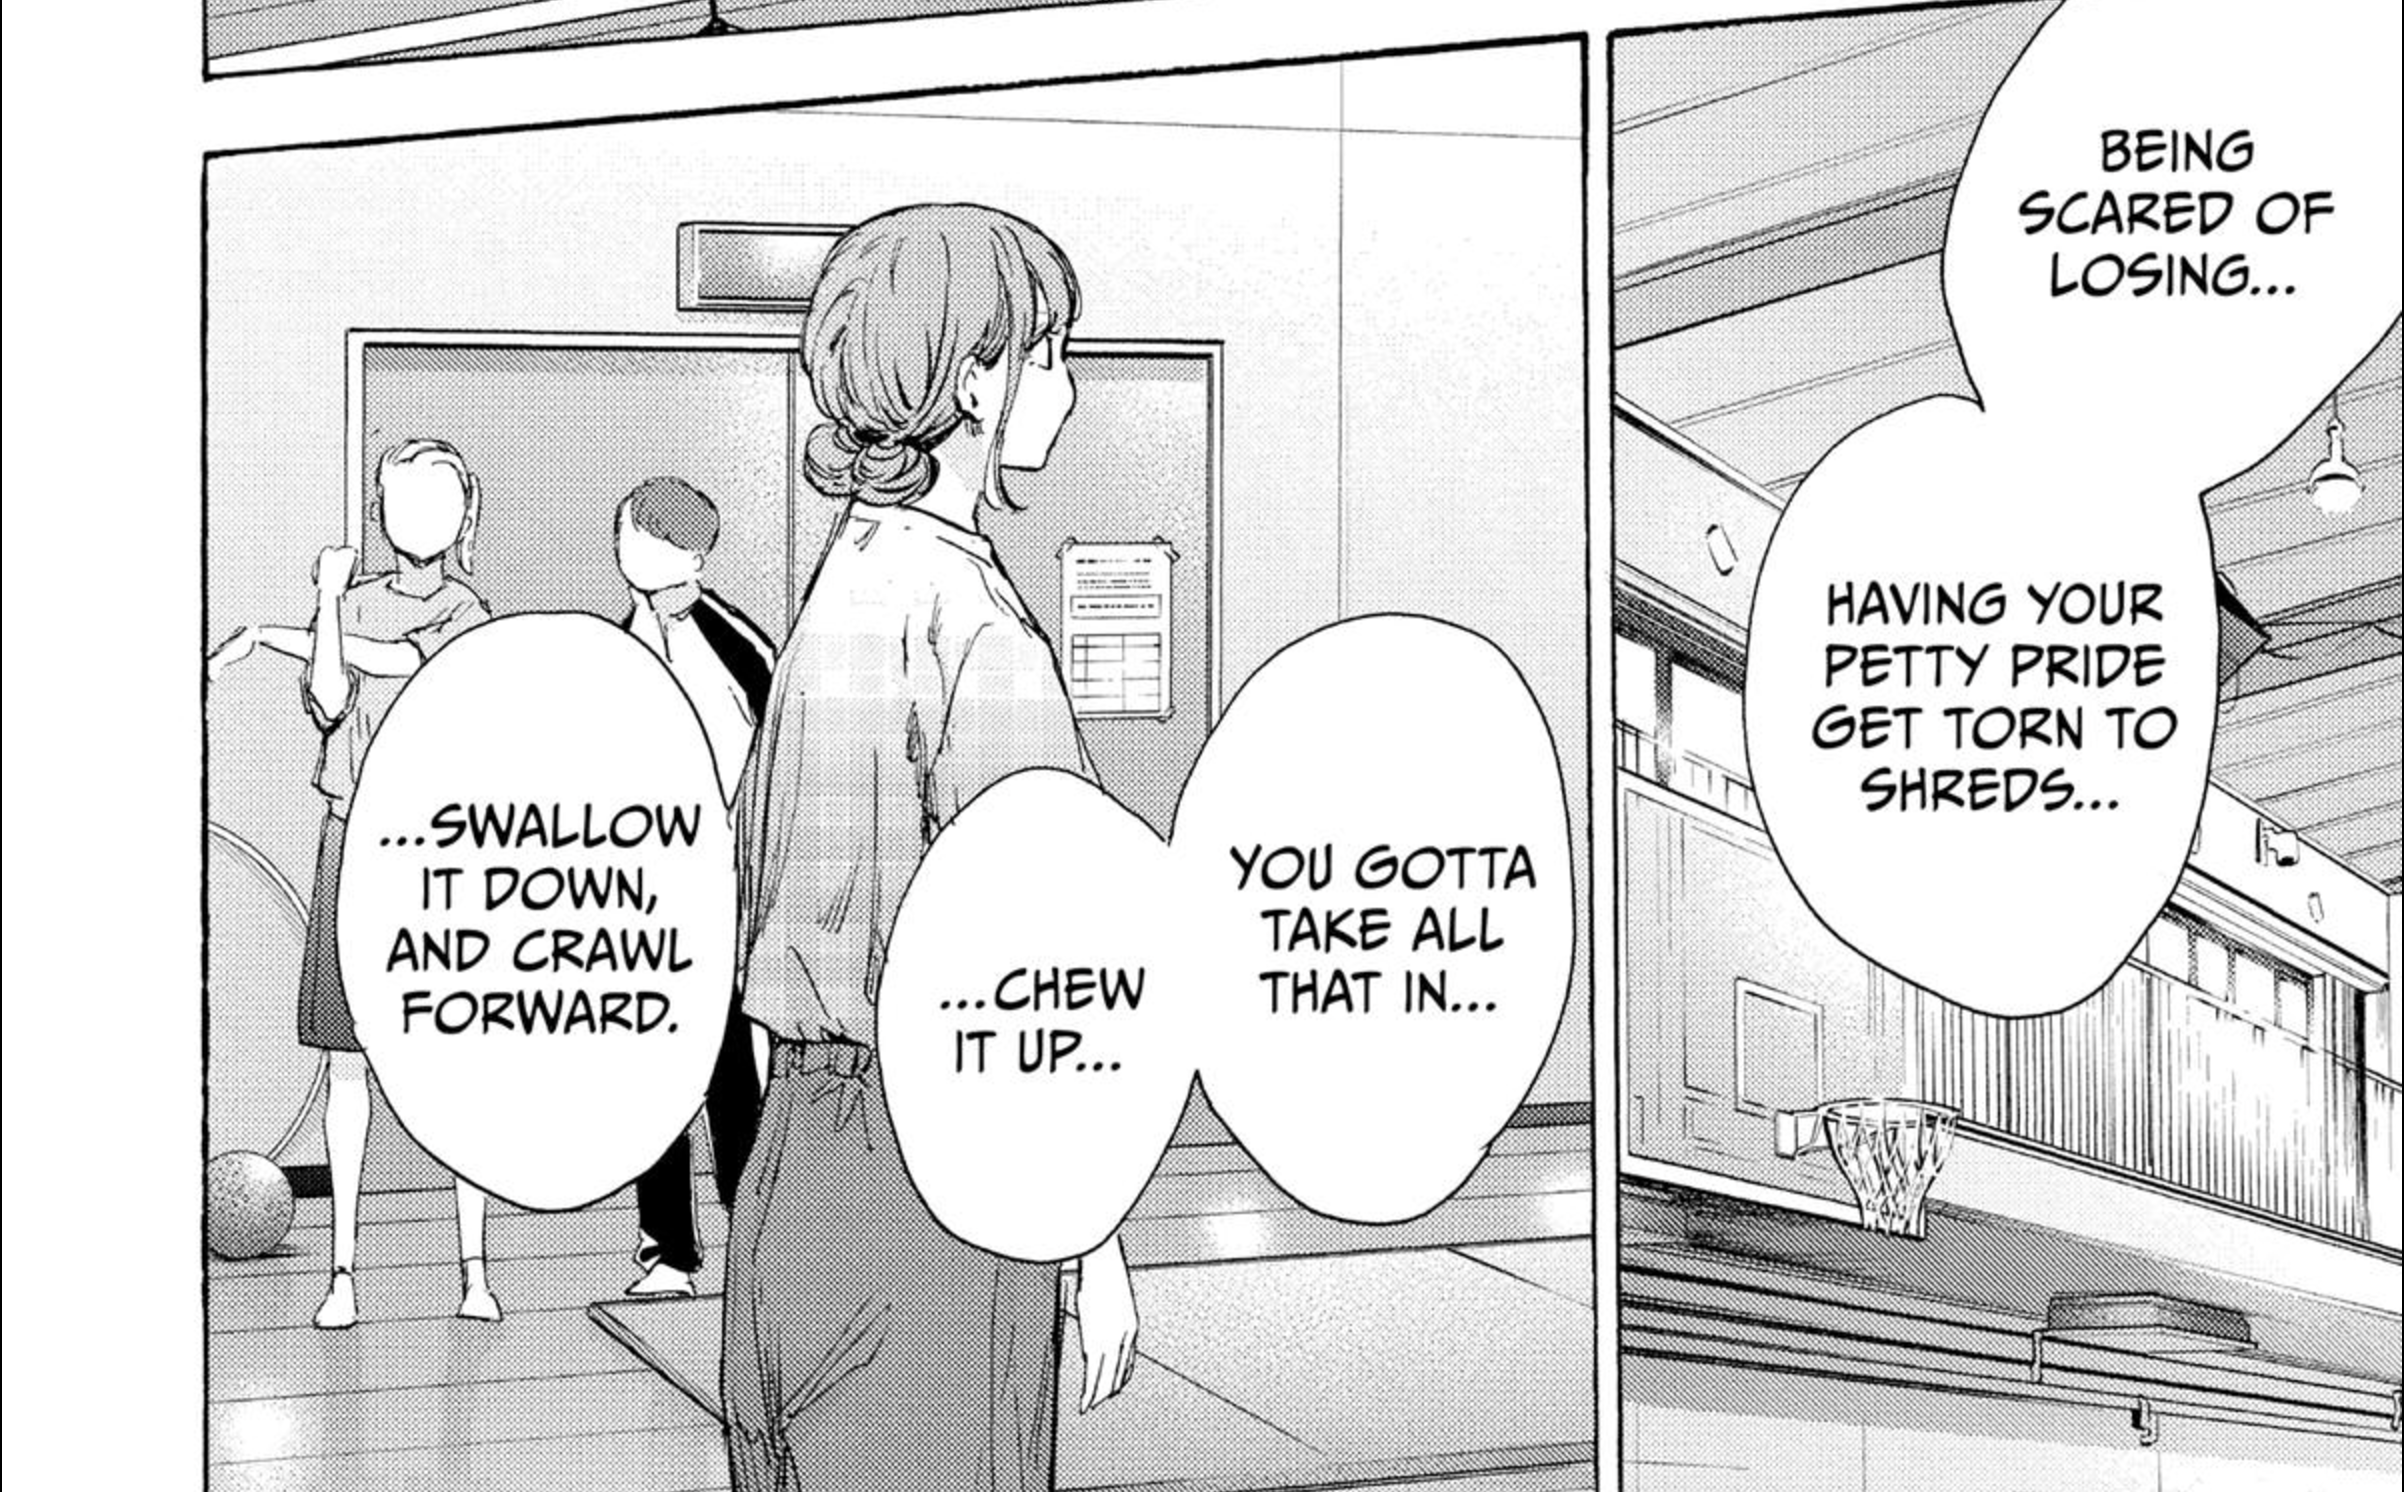 BEING
SCARED OF
LOSING...
HAVING YOUR
PETTY PRIDE
GET TORN TO
SHREDS...
YOU GOTTA
TAKE ALL
THAT IN...
...CHEW
IT UP...
...SWALLOW
IT DOWN,
AND CRAWL
FORWARD.